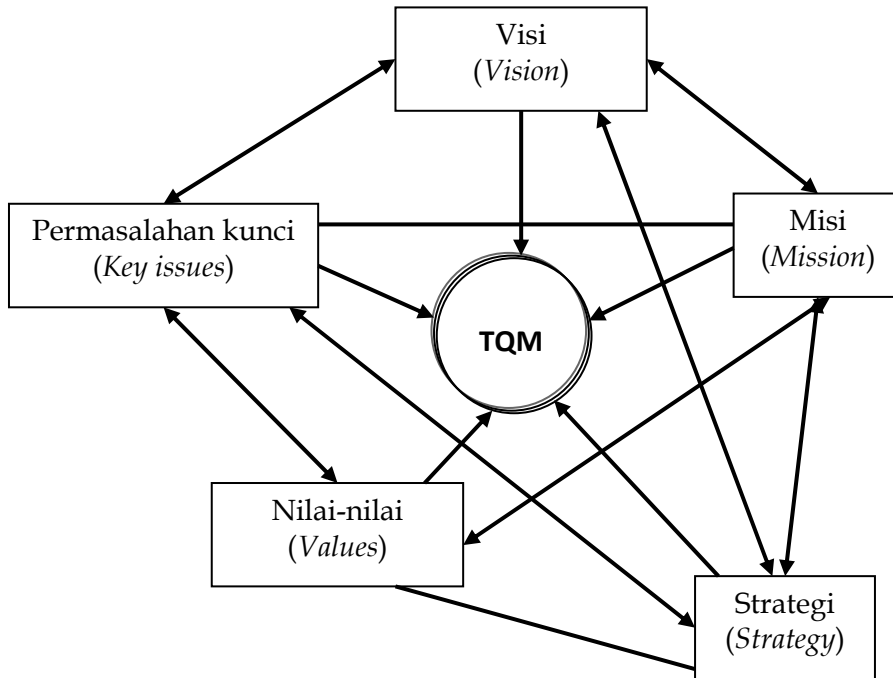 Visi
(Vision)
Permasalahan kunci
(Key issues)
Misi
(Mission)
TQM
Nilai-nilai
(Values)
Strategi
(Strategy)